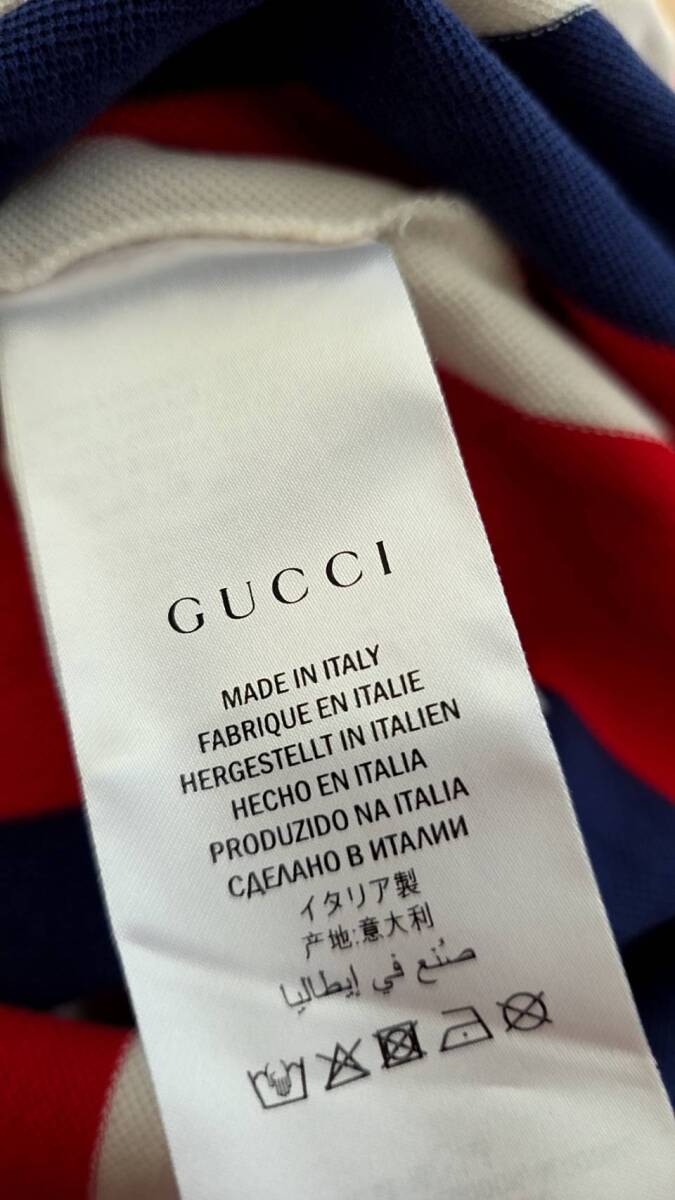 GUCCI
MADE IN ITALY
FABRIQUE EN ITALIE
HERGESTELLT IN ITALIEN
HECHO EN ITALIA
PRODUZIDO NA ITALIA
СДЕЛАНО В ИТАЛИИ
イタリア製
产地:意大利
صُنع في إيطاليا